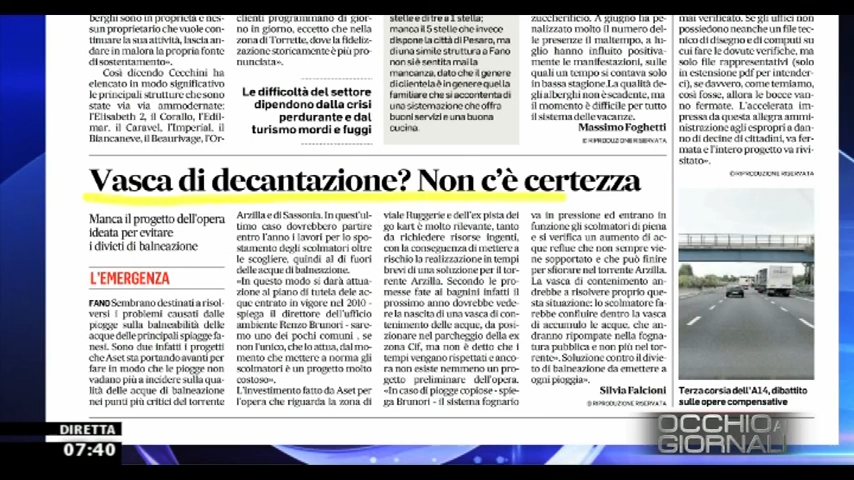 berghi sono in proprietà e nes-
sun proprietario che vuole conti-
nuare la sua attività, lascia an-
dare in malora la propria fonte
di sostentamento».
Così dicendo Cecchini ha
elencato in modo significativo
le principali strutture che sono
state via via ammodernate:
l'Elisabeth 2, il Corallo, l'Edil-
mar, il Caravel, l'Imperial, il
Biancaneve, il Beaurivage, l'Or-
clienti programmano di gior-
no in giorno, eccetto che nella
zona di Torrette, dove la fideliz-
zazione storicamente è più pro-
nunciata».
Le difficoltà del settore
dipendono dalla crisi
perdurante e dal
turismo mordi e fuggi
stelle e di tre a 1 stella;
manca il 5 stelle che invece
dispone la città di Pesaro, ma
di una simile struttura a Fano
non si è sentita mai la
mancanza, dato che il genere
di clientela è in genere quella
familiare che si accontenta di
una sistemazione che offra
buoni servizi e una buona
cucina.
zuccherificio. A giugno ha pe-
nalizzato molto il numero del-
le presenze il maltempo, a lu-
glio hanno influito positiva-
mente le manifestazioni, sulle
quali un tempo si contava solo
in bassa stagione. La qualità de-
gli alberghi non è scadente, ma
il momento è difficile per tutto
il sistema delle vacanze.
Massimo Foghetti
© RIPRODUZIONE RISERVATA
mai verificato. Se gli uffici non
possiedono neanche un file tec-
nico di disegno e di computi su
cui fare le dovute verifiche, ma
solo file rappresentativi (solo
in estensione pdf per intender-
ci), se davvero, come temiamo,
così fosse, allora le bocce van-
no fermate. L'accelerata im-
pressa da questa allegra ammi-
nistrazione agli espropri a dan-
no di decine di cittadini, va fer-
mata e l'intero progetto va rivi-
sitato».
© RIPRODUZIONE RISERVATA
Vasca di decantazione? Non c'è certezza
Manca il progetto dell'opera
ideata per evitare
i divieti di balneazione
L'EMERGENZA
FANO Sembrano destinati a risol-
versi i problemi causati dalle
piogge sulla balneabilità delle
acque delle principali spiagge fa-
nesi. Sono due infatti i progetti
che Aset sta portando avanti per
fare in modo che le piogge non
vadano più a incidere sulla qua-
lità delle acque di balneazione
nei punti più critici del torrente
Arzilla e di Sassonia. In quest'ul-
timo caso dovrebbero partire
entro l'anno i lavori per lo spo-
stamento degli scolmatori oltre
le scogliere, quindi al di fuori
delle acque di balneazione.
«In questo modo si darà attua-
zione al piano di tutela dele ac-
que entrato in vigore nel 2010 -
spiega il direttore dell'ufficio
ambiente Renzo Brunori - sare-
mo uno dei pochi comuni , se
non l'unico, che lo attua, dal mo-
mento che mettere a norma gli
scolmatori è un progetto molto
costoso».
L'investimento fatto da Aset per
l'opera che riguarda la zona di
viale Ruggerie e dell'ex pista dei
go kart è molto rilevante, tanto
da richiedere risorse ingenti,
con la conseguenza di mettere a
rischio la realizzazione in tempi
brevi di una soluzione per il tor-
rente Arzilla. Secondo le pro-
messe fate ai bagnini infatti il
prossimo anno dovrebbe vede-
re la nascita di una vasca di con-
tenimento delle acque, da posi-
zionare nel parcheggio della ex
zona Cif, ma non è detto che i
tempi vengano rispettati e anco-
ra non esiste nemmeno un pro-
getto preliminare dell'opera.
«In caso di piogge copiose - spie-
ga Brunori - il sistema fognario
va in pressione ed entrano in
funzione gli scolmatori di piena
e si verifica un aumento di ac-
que reflue che non sempre vie-
ne sopportato e che può finire
per sfiorare nel torrente Arzilla.
La vasca di contenimento an-
drebbe a risolvere proprio que-
sta situazione: lo scolmatore fa-
rebbe confluire dentro la vasca
di accumulo le acque, che an-
dranno ripompate nella fogna-
tura pubblica e non più nel tor-
rente». Soluzione contro il divie-
to di balneazione da emettere a
ogni pioggia».
Silvia Falcioni
© RIPRODUZIONE RISERVATA
Terza corsia dell'A14, dibattito
sulle opere compensative
DIRETTA
07:40
OCCHIO AI
GIORNALI